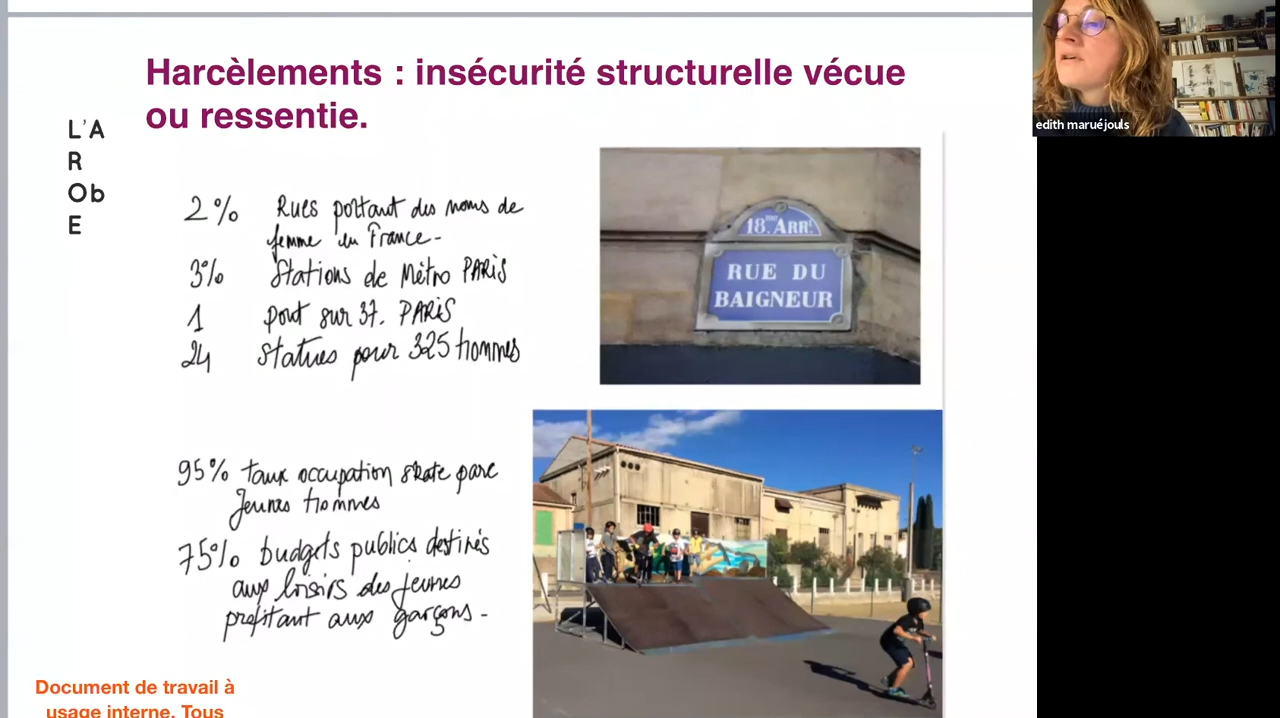 Harcèlements : insécurité structurelle vécue
ou ressentie.
L'A
R
Ob
E
2% Rues portant des noms de
femme en France-
3% Stations de Métro PARIS
1 pont sur 37. PARIS
24 statues pour 325 hommes
95% taux occupation skate parc
Jeunes Hommes
75% budgets publics destinés
aux loisirs des jeunes
profitant aux garçons-
18.ME ARRT
RUE DU
BAIGNEUR
Document de travail à
usage interne. Tous
edith maruéjouls